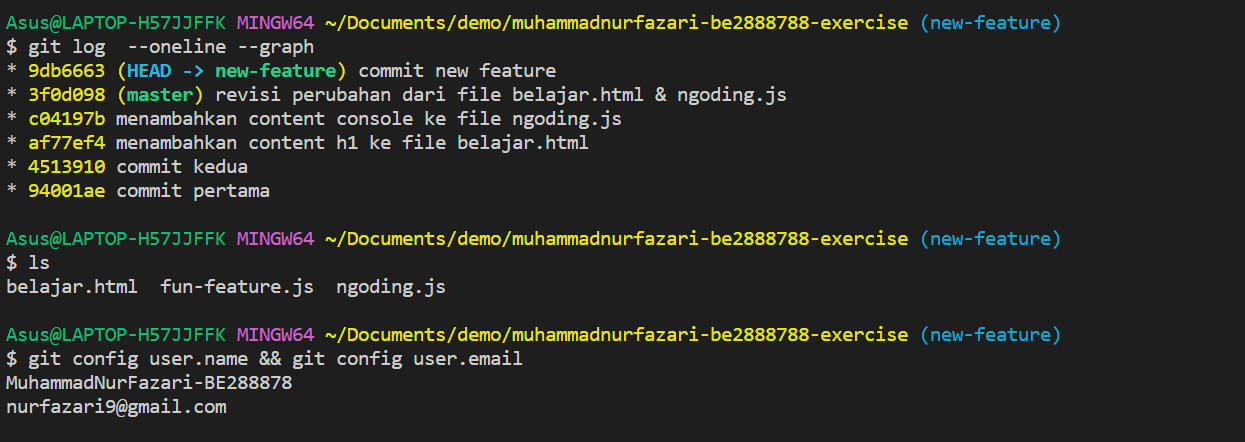 Asus@LAPTOP-H57JJFFK MINGW64 ~/Documents/demo/muhammadnurfazari-be2888788-exercise (new-feature)
$ git log  --oneline --graph
* 9db6663 (HEAD -> new-feature) commit new feature
* 3f0d098 (master) revisi perubahan dari file belajar.html & ngoding.js
* c04197b menambahkan content console ke file ngoding.js
* af77ef4 menambahkan content h1 ke file belajar.html
* 4513910 commit kedua
* 94001ae commit pertama
Asus@LAPTOP-H57JJFFK MINGW64 ~/Documents/demo/muhammadnurfazari-be2888788-exercise (new-feature)
$ ls
belajar.html  fun-feature.js  ngoding.js
Asus@LAPTOP-H57JJFFK MINGW64 ~/Documents/demo/muhammadnurfazari-be2888788-exercise (new-feature)
$ git config user.name && git config user.email
MuhammadNurFazari-BE288878
nurfazari9@gmail.com